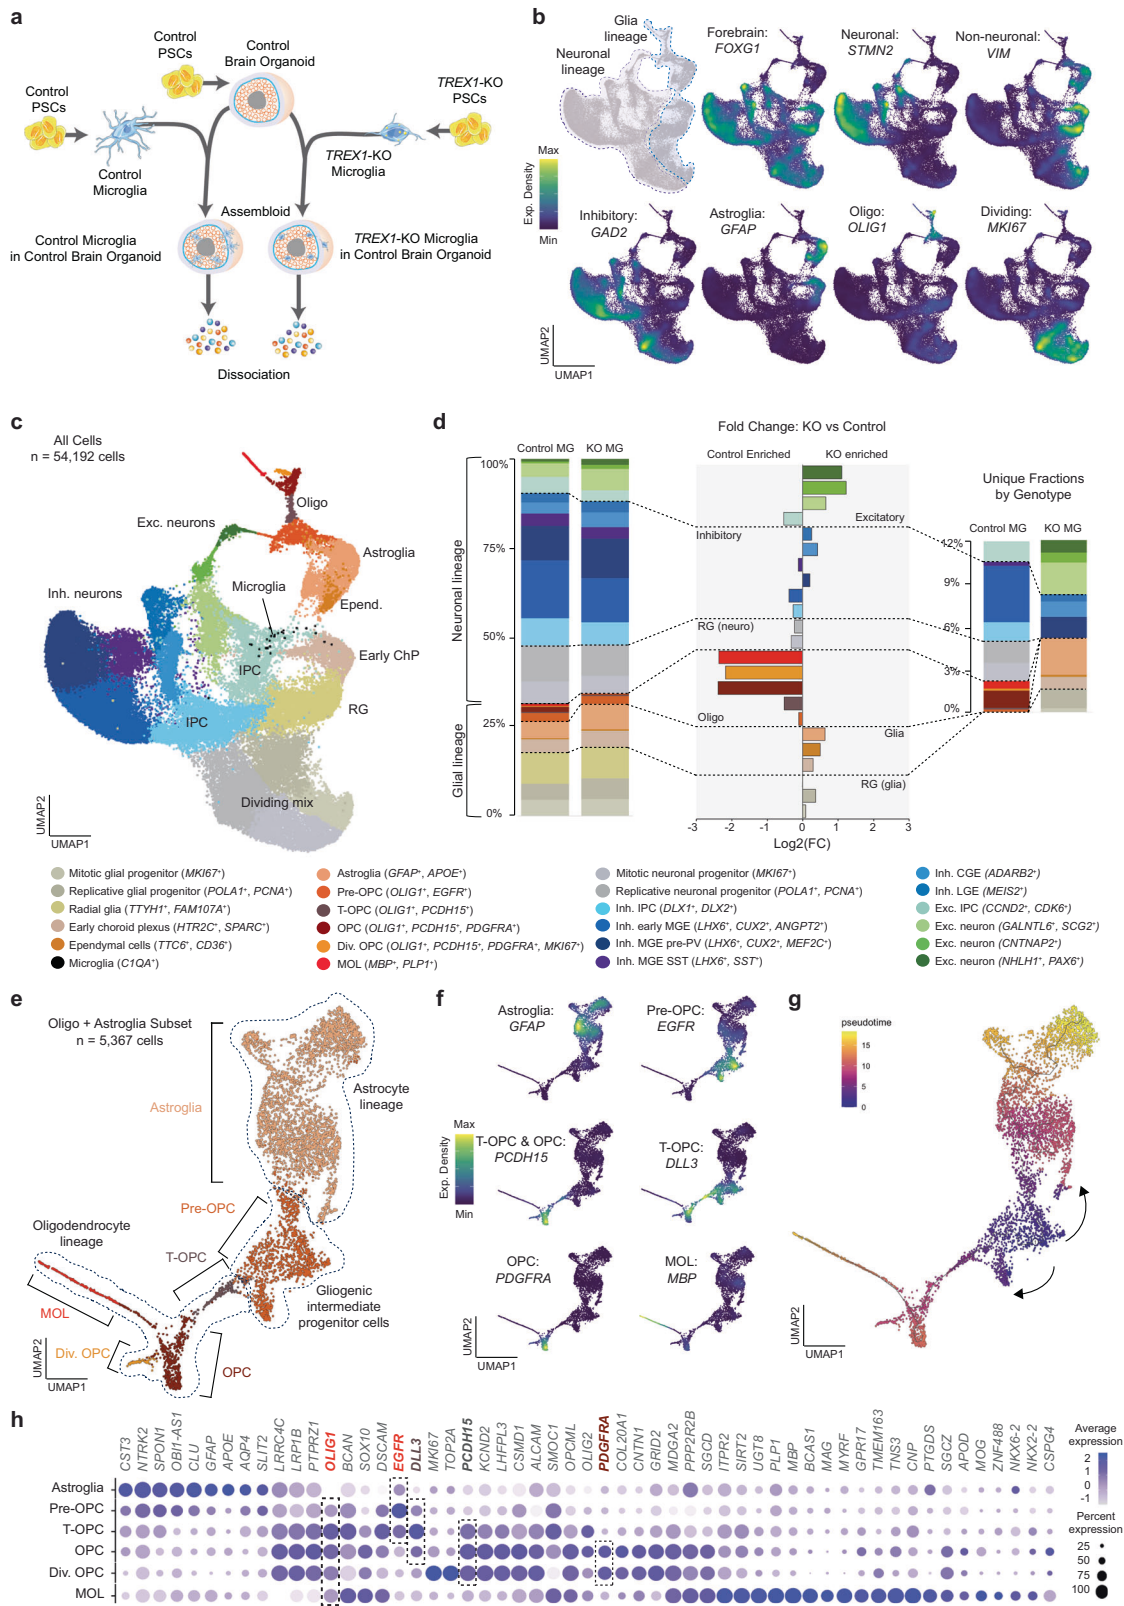 a
Control
PSCs
Control
Brain Organoid
Control
PSCs
TREX1-KO
PSCs
Control
Microglia
TREX1-KO
Microglia
Assembloid
Control Microglia
in Control Brain Organoid
TREX1-KO Microglia
in Control Brain Organoid
Dissociation
b
Glia
lineage
Neuronal
lineage
Forebrain:
FOXG1
Neuronal:
STMN2
Non-neuronal:
VIM
Max
Exp. Density
Min
Inhibitory:
GAD2
Astroglia:
GFAP
Oligo:
OLIG1
Dividing:
MKI67
UMAP2
UMAP1
c
All Cells
n = 54,192 cells
Oligo
Exc. neurons
Astroglia
Microglia
Inh. neurons
Epend.
IPC
Early ChP
IPC
RG
Dividing mix
UMAP2
UMAP1
d
Fold Change: KO vs Control
Control MG
KO MG
Control Enriched
KO enriched
Unique Fractions
by Genotype
Control MG
KO MG
100%
75%
50%
25%
0%
Neuronal lineage
Glial lineage
Excitatory
Inhibitory
RG (neuro)
Oligo
Glia
RG (glia)
-3
-2
-1
0
1
2
3
Log2(FC)
12%
9%
6%
3%
0%
Mitotic glial progenitor (MKI67+)
Replicative glial progenitor (POLA1+, PCNA+)
Radial glia (TTYH1+, FAM107A+)
Early choroid plexus (HTR2C+, SPARC+)
Ependymal cells (TTC6+, CD36+)
Microglia (C1QA+)
Astroglia (GFAP+, APOE+)
Pre-OPC (OLIG1+, EGFR+)
T-OPC (OLIG1+, PCDH15+)
OPC (OLIG1+, PCDH15+, PDGFRA+)
Div. OPC (OLIG1+, PCDH15+, PDGFRA+, MKI67+)
MOL (MBP+, PLP1+)
Mitotic neuronal progenitor (MKI67+)
Replicative neuronal progenitor (POLA1+, PCNA+)
Inh. IPC (DLX1+, DLX2+)
Inh. early MGE (LHX6+, CUX2+, ANGPT2+)
Inh. MGE pre-PV (LHX6+, CUX2+, MEF2C+)
Inh. MGE SST (LHX6+, SST+)
Inh. CGE (ADARB2+)
Inh. LGE (MEIS2+)
Exc. IPC (CCND2+, CDK6+)
Exc. neuron (GALNTL6+, SCG2+)
Exc. neuron (CNTNAP2+)
Exc. neuron (NHLH1+, PAX6+)
e
Oligo + Astroglia Subset
n = 5,367 cells
Astroglia
Astrocyte
lineage
Pre-OPC
Oligodendrocyte
lineage
T-OPC
Gliogenic
intermediate
progenitor cells
MOL
Div. OPC
OPC
UMAP2
UMAP1
f
Astroglia:
GFAP
Pre-OPC:
EGFR
Max
Exp. Density
Min
T-OPC & OPC:
PCDH15
T-OPC:
DLL3
OPC:
PDGFRA
MOL:
MBP
UMAP2
UMAP1
g
pseudotime
15
10
5
0
UMAP2
UMAP1
h
CST3
NTRK2
SPON1
OBI1-AS1
CLU
GFAP
APOE
AQP4
SLIT2
LRRC4C
LRP1B
PTPRZ1
OLIG1
BCAN
SOX10
DSCAM
EGFR
DLL3
MKI67
TOP2A
PCDH15
KCND2
LHFPL3
CSMD1
ALCAM
SMOC1
OPCML
OLIG2
PDGFRA
COL20A1
CNTN1
GRID2
MDGA2
PPP2R2B
SGCD
ITPR2
SIRT2
UGT8
PLP1
MBP
BCAS1
MAG
MYRF
GPR17
TMEM163
TNS3
CNP
PTGDS
SGCZ
APOD
MOG
ZNF488
NKX6-2
NKX2-2
CSPG4
Astroglia
Pre-OPC
T-OPC
OPC
Div. OPC
MOL
Average
expression
2
1
0
-1
Percent
expression
25
50
75
100